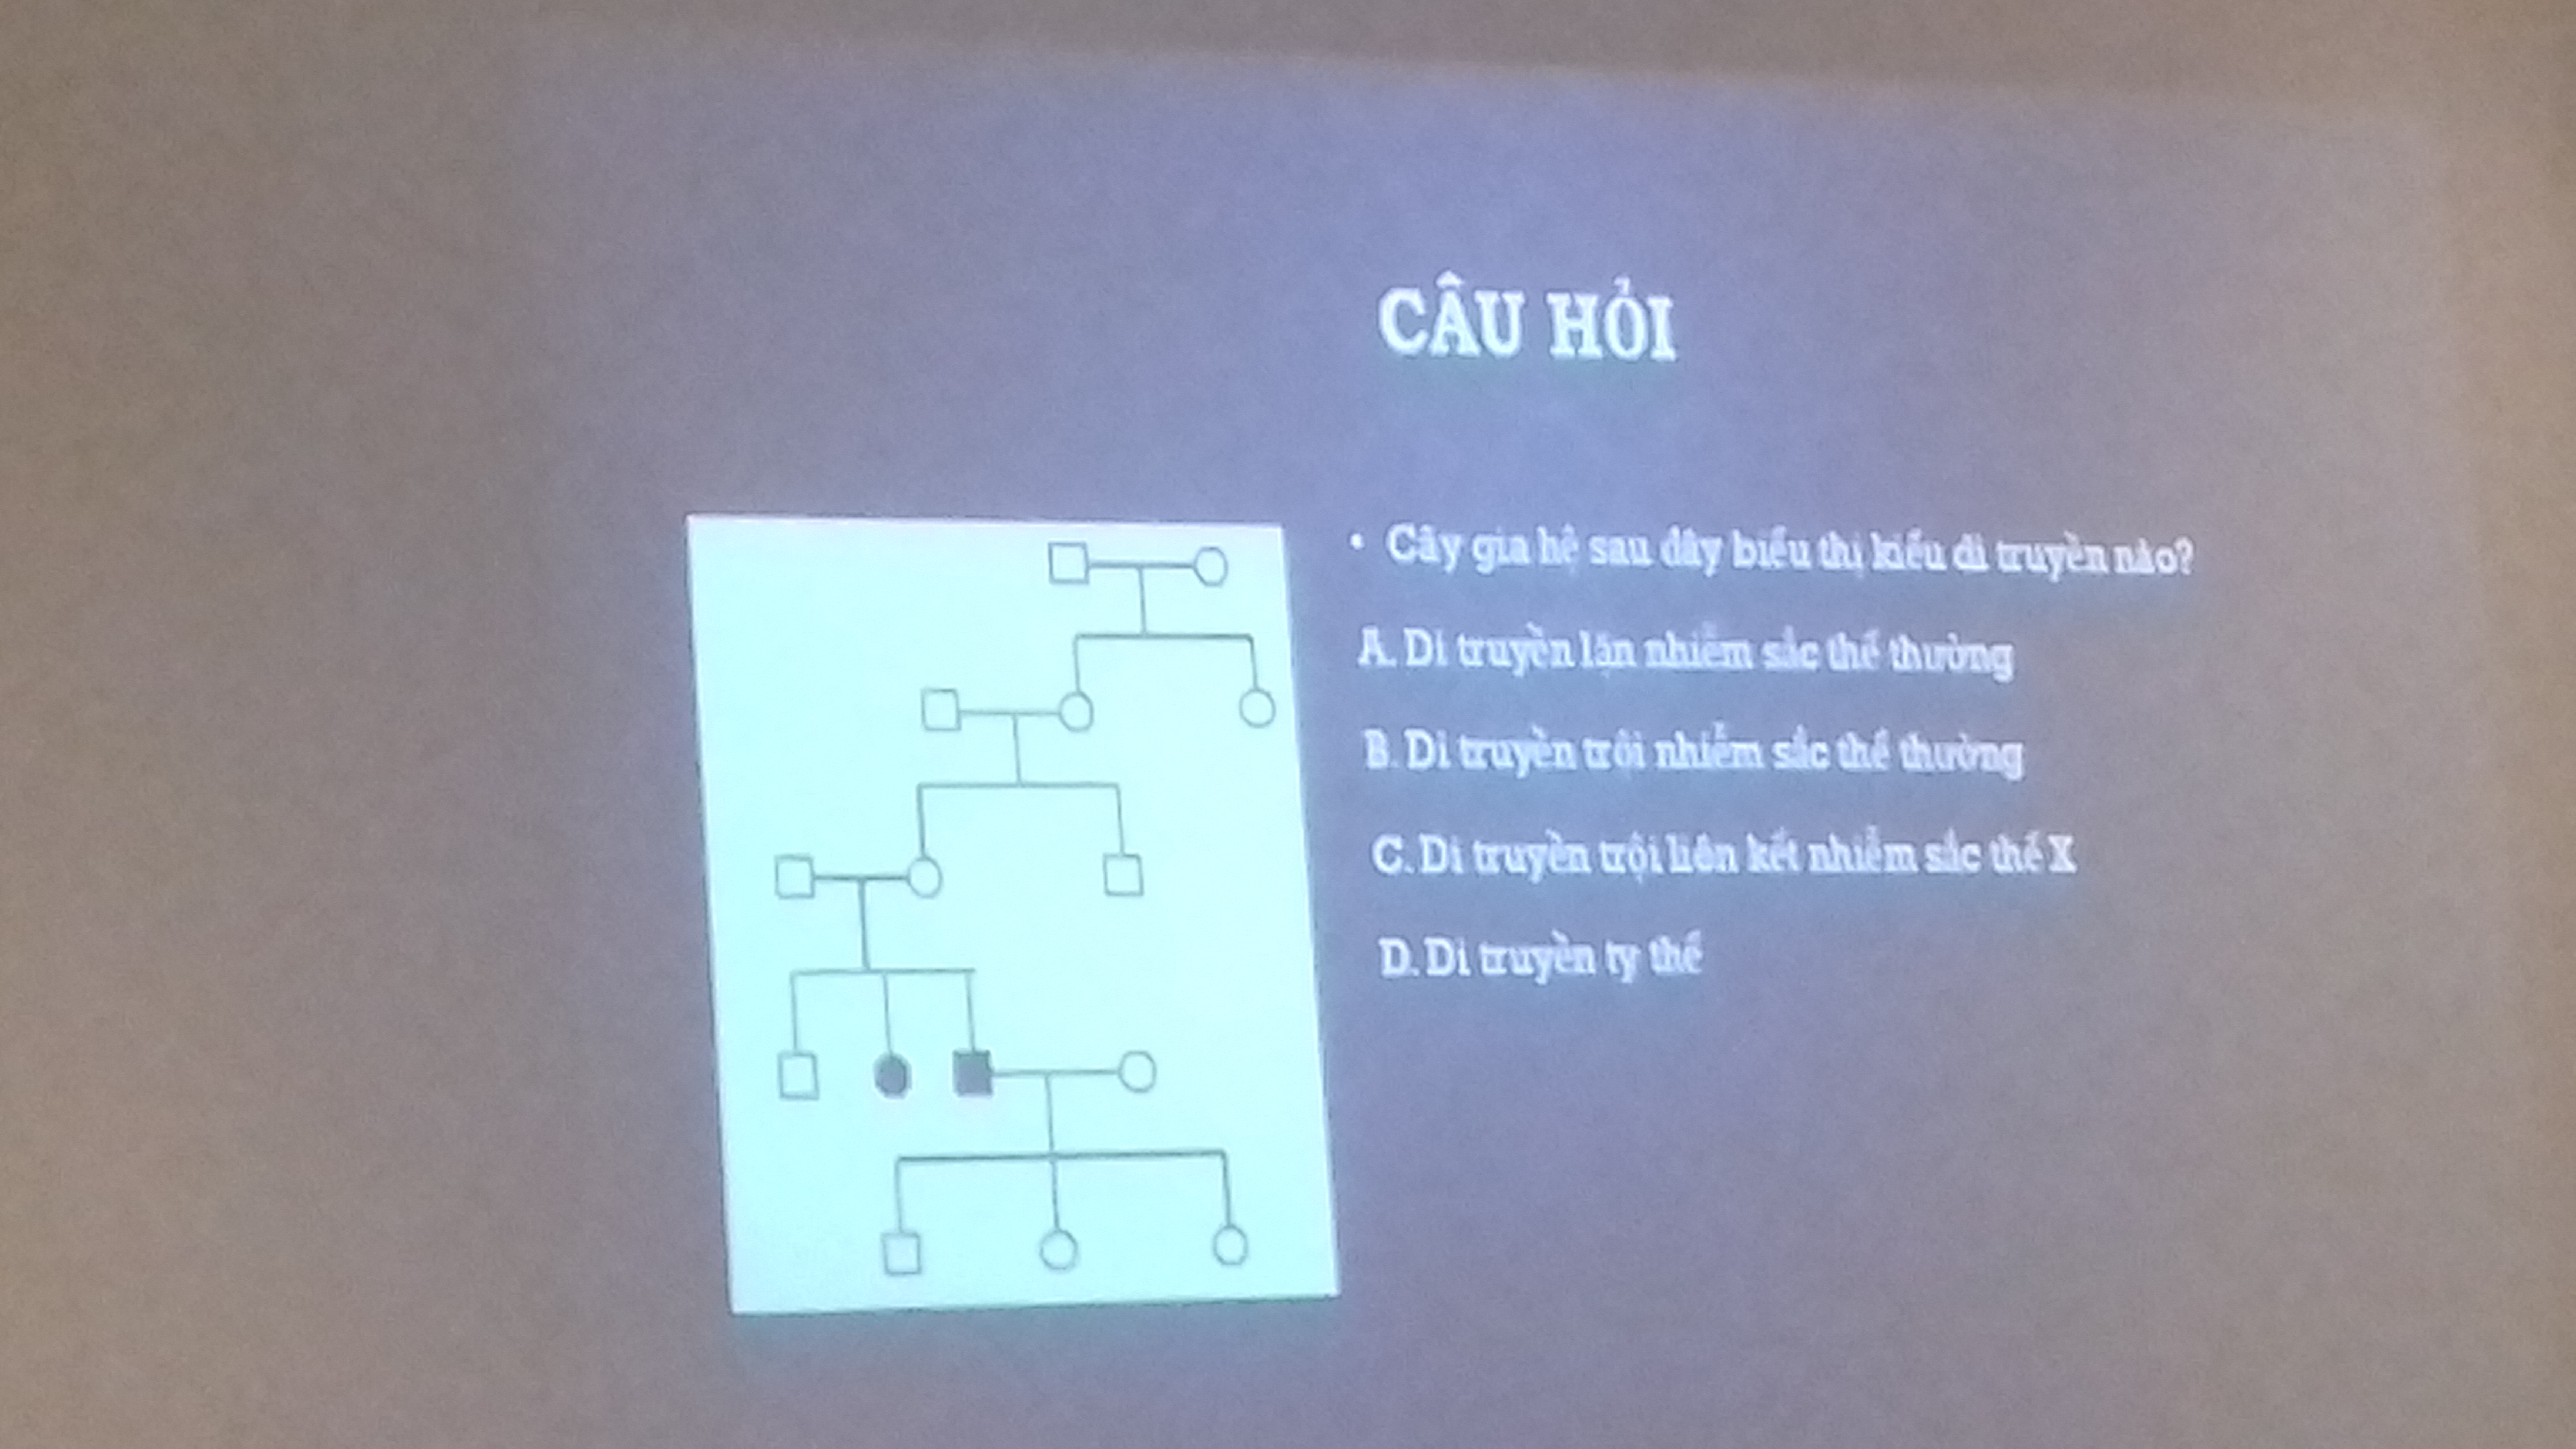 CÂU HỎI
• Cây gia hệ sau đây biểu thị kiểu di truyền nào?
A. Di truyền lặn nhiễm sắc thể thường
B. Di truyền trội nhiễm sắc thể thường
C. Di truyền trội liên kết nhiễm sắc thể X
D. Di truyền ty thể